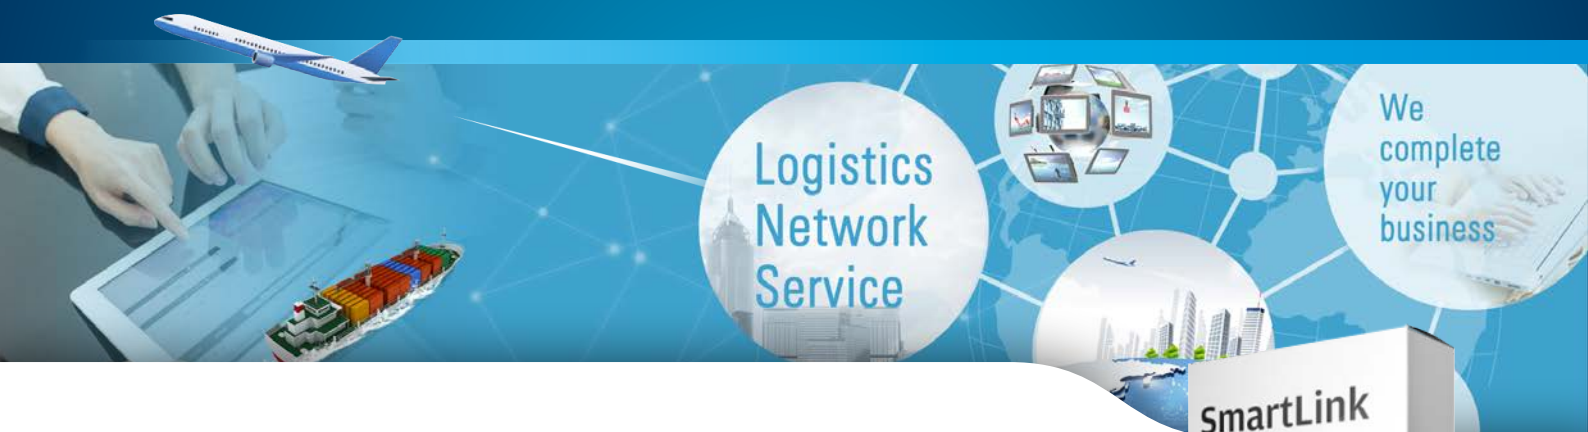 Logistics
Network
Service
We
complete
your
business
SmartLink